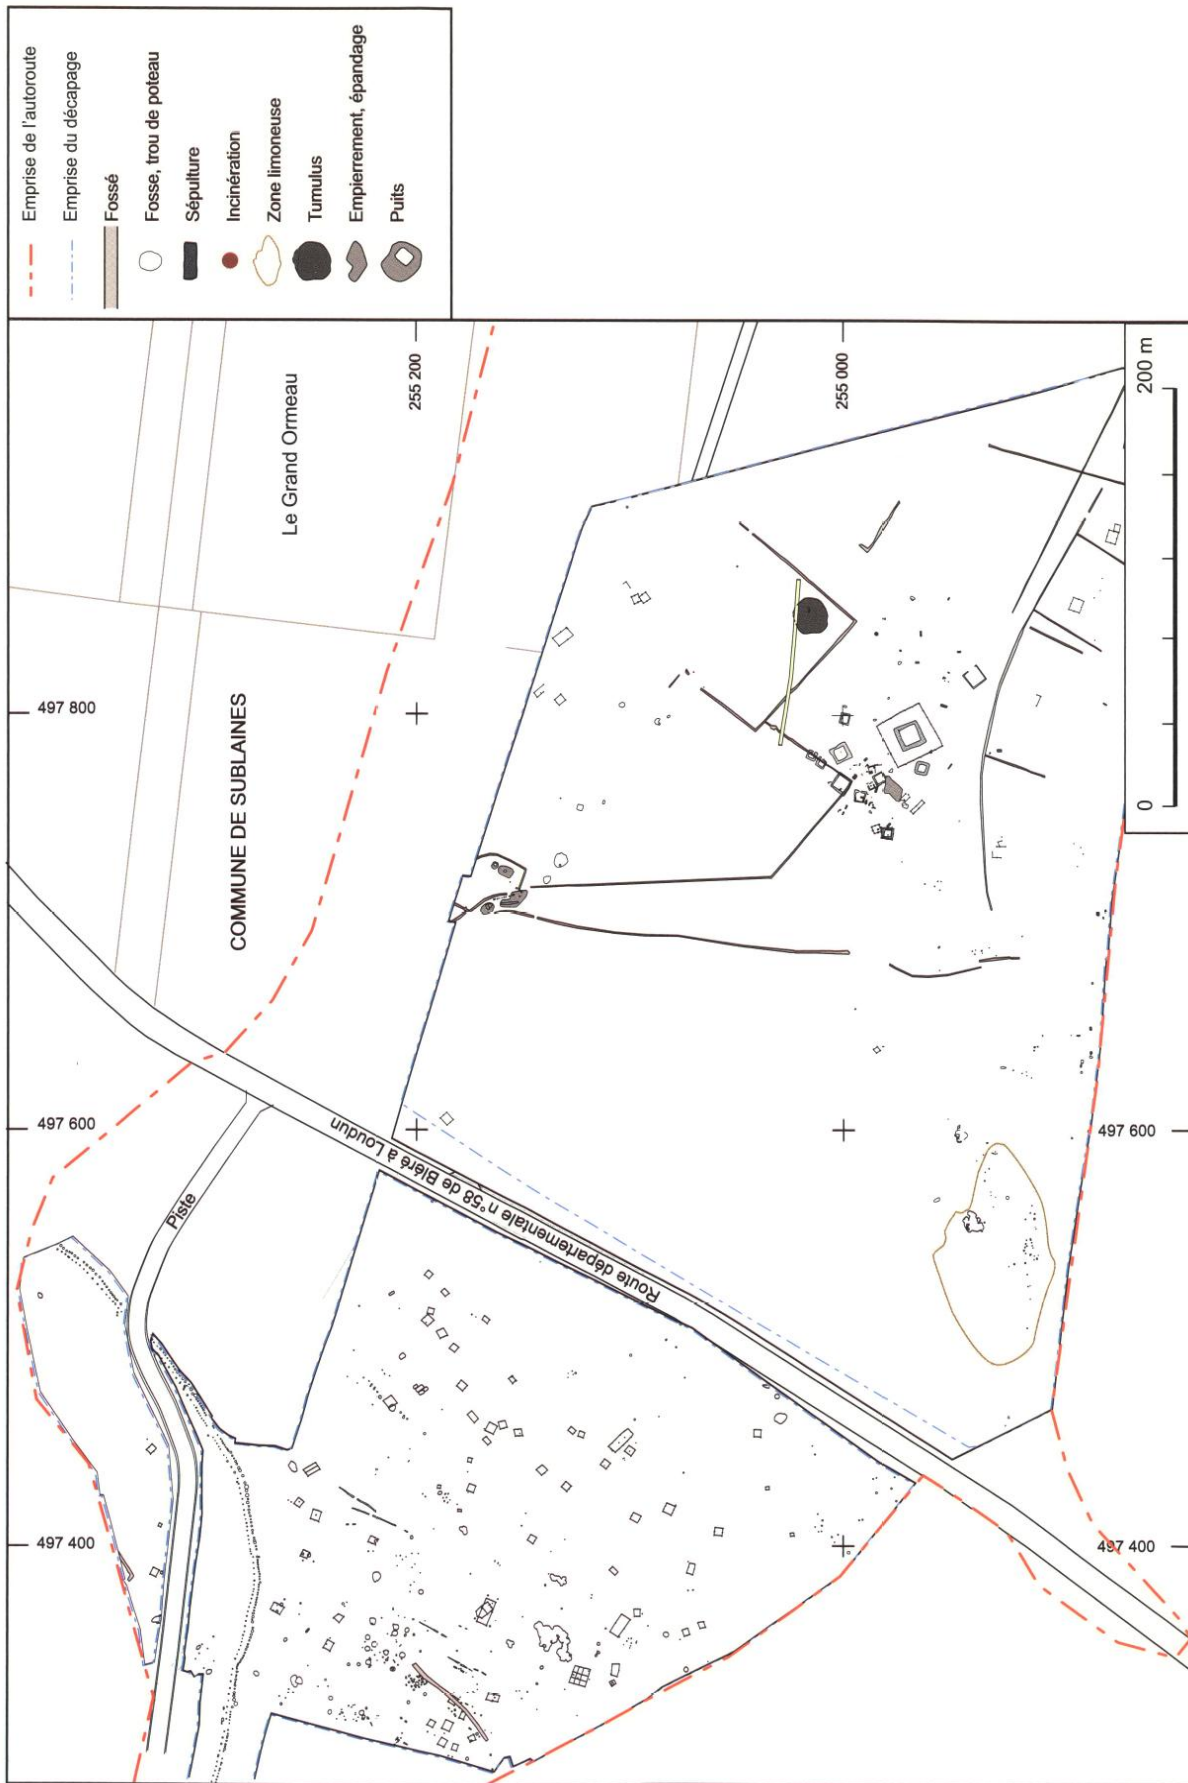 Emprise de l'autoroute
Emprise du décapage
Fossé
Fosse, trou de poteau
Sépulture
Incinération
Zone limoneuse
Tumulus
Empierrement, épandage
Puits
255 200
Le Grand Ormeau
255 000
200 m
0
497 800
COMMUNE DE SUBLAINES
497 600
497 600
Piste
Route départementale n°58 de Bléré à Loudun
497 400
497 400